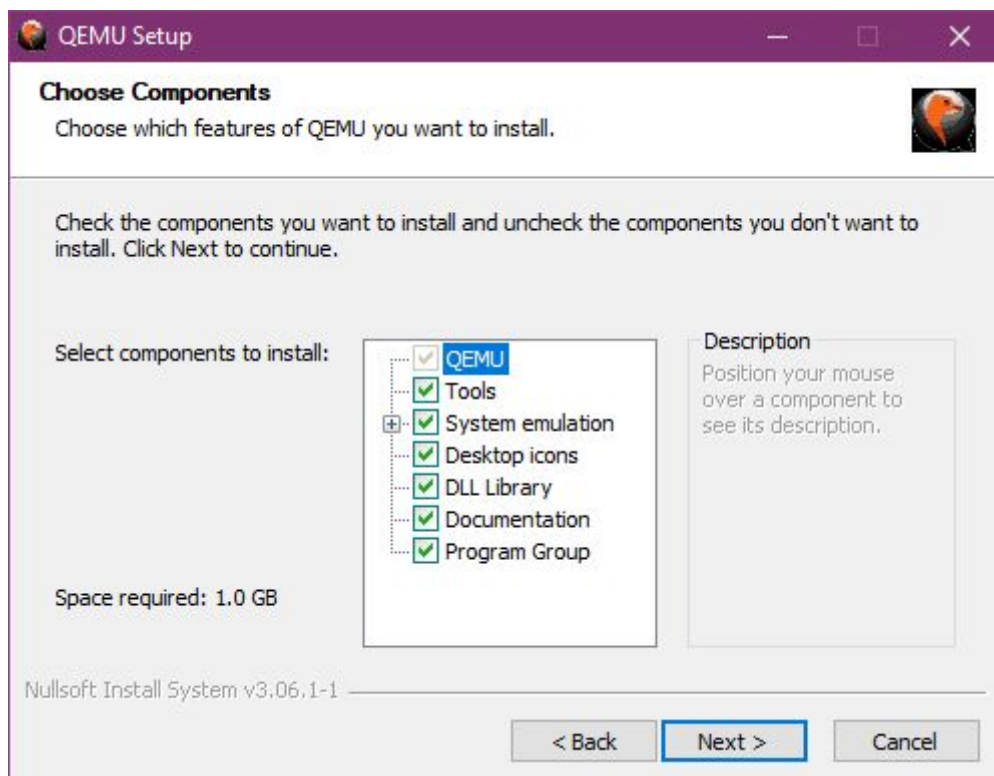 QEMU Setup
Choose Components
Choose which features of QEMU you want to install.
Check the components you want to install and uncheck the components you don't want to
install. Click Next to continue.
Select components to install:
QEMU
Tools
System emulation
Desktop icons
DLL Library
Documentation
Program Group
Description
Position your mouse
over a component to
see its description.
Space required: 1.0 GB
Nullsoft Install System v3.06.1-1
< Back
Next >
Cancel